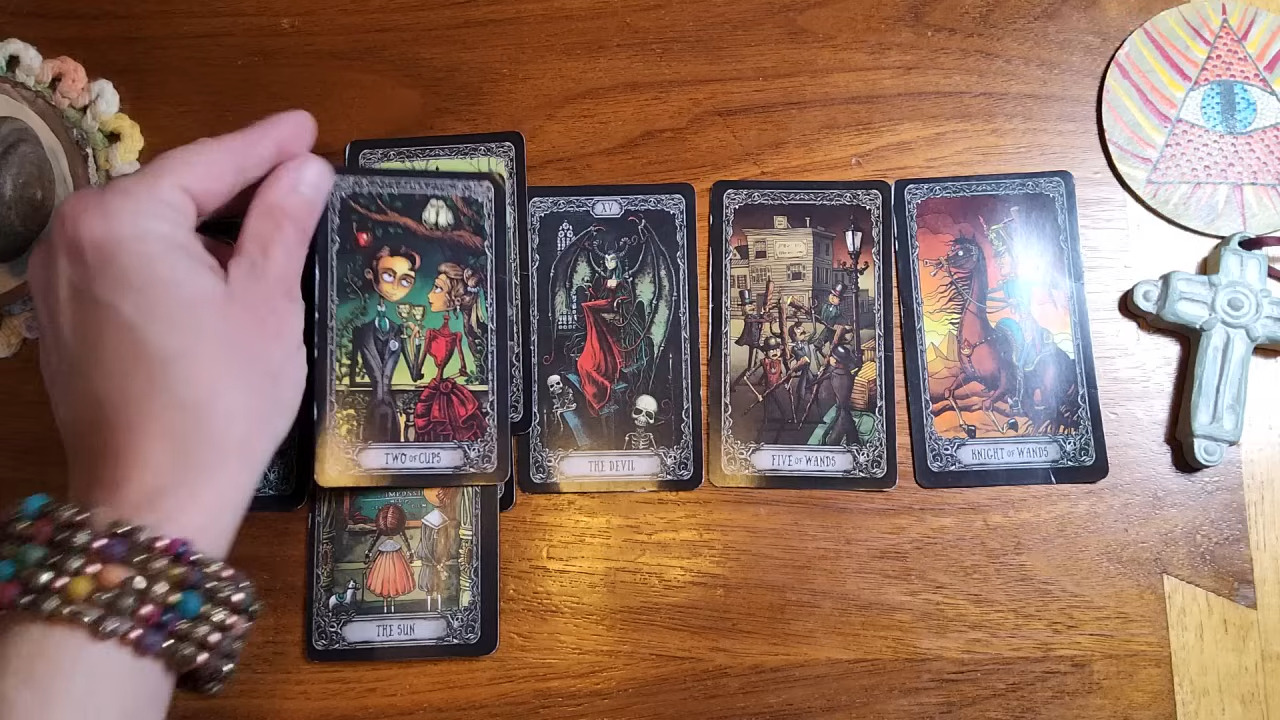 XV
TWO OF CUPS
THE DEVIL
FIVE OF WANDS
KNIGHT OF WANDS
THE SUN